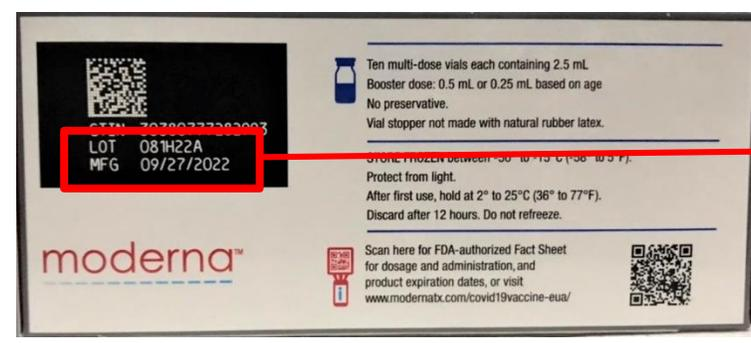 LOT 081H22A
MFG 09/27/2022
moderna™
Ten multi-dose vials each containing 2.5 mL
Booster dose: 0.5 mL or 0.25 mL based on age
No preservative.
Vial stopper not made with natural rubber latex.
STORE FROZEN between
Protect from light.
After first use, hold at 2° to 25°C (36° to 77°F).
Discard after 12 hours. Do not refreeze.
Scan here for FDA-authorized Fact Sheet
for dosage and administration, and
product expiration dates, or visit
www.modernatx.com/covid19vaccine-eua/